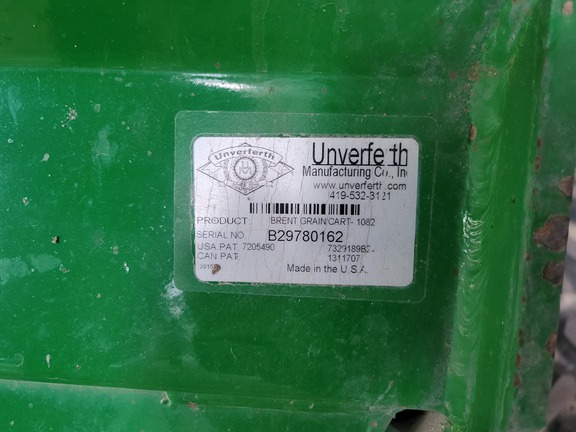 Unverferth
Unverfe th
Manufacturing Co., Inc
www.unverferth.com
419-532-3121
PRODUCT BRENT GRAIN CART- 1082
SERIAL NO B29780162
USA PAT 7205490 7329189B2
CAN PAT 1311707
Made in the U.S.A.